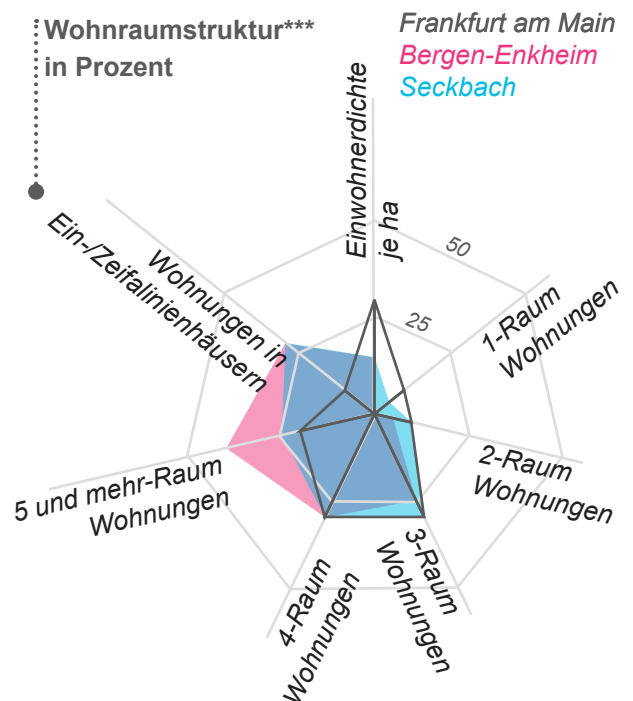 Wohnraumstruktur***
in Prozent
Frankfurt am Main
Bergen-Enkheim
Seckbach
Einwohnerdichte
je ha
50
25
1-Raum
Wohnungen
2-Raum
Wohnungen
3-Raum
Wohnungen
4-Raum
Wohnungen
5 und mehr-Raum
Wohnungen
Wohnungen in
Ein-/Zeifalinienhäusern